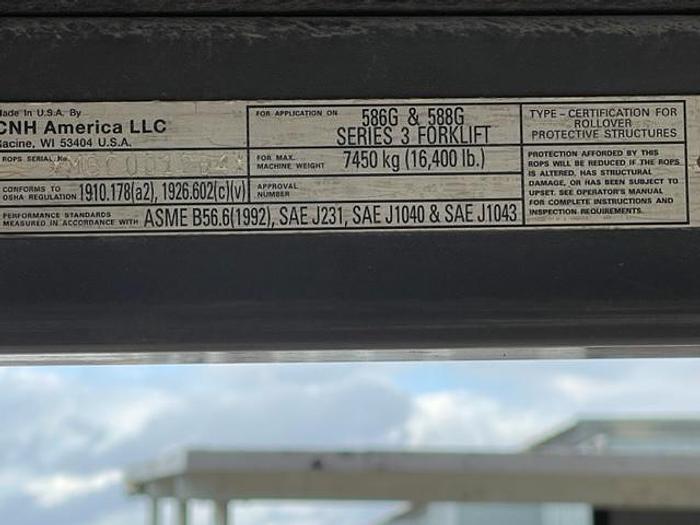 Made in U.S.A. By
CNH America LLC
Racine, WI 53404 U.S.A.
ROPS SERIAL No.
CONFORMS TO
OSHA REGULATION 1910.178(a2), 1926.602(c)(v)
PERFORMANCE STANDARDS
MEASURED IN ACCORDANCE WITH ASME B56.6(1992), SAE J231, SAE J1040 & SAE J1043
FOR APPLICATION ON 586G & 588G
SERIES 3 FORKLIFT
FOR MAX.
MACHINE WEIGHT 7450 kg (16,400 lb.)
APPROVAL
NUMBER
TYPE - CERTIFICATION FOR
ROLLOVER
PROTECTIVE STRUCTURES
PROTECTION AFFORDED BY THIS
ROPS WILL BE REDUCED IF THE ROPS
IS ALTERED, HAS STRUCTURAL
DAMAGE, OR HAS BEEN SUBJECT TO
UPSET. SEE OPERATOR'S MANUAL
FOR COMPLETE INSTRUCTIONS AND
INSPECTION REQUIREMENTS.